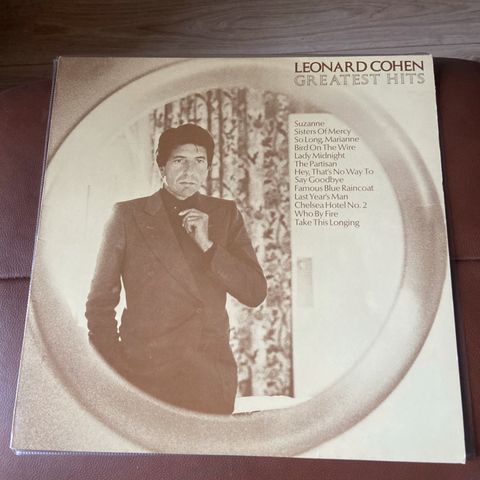 LEONARD COHEN
GREATEST HITS
Suzanne
Sisters Of Mercy
So Long, Marianne
Bird On The Wire
Lady Midnight
The Partisan
Hey, That's No Way To
Say Goodbye
Famous Blue Raincoat
Last Year's Man
Chelsea Hotel No. 2
Who By Fire
Take This Longing